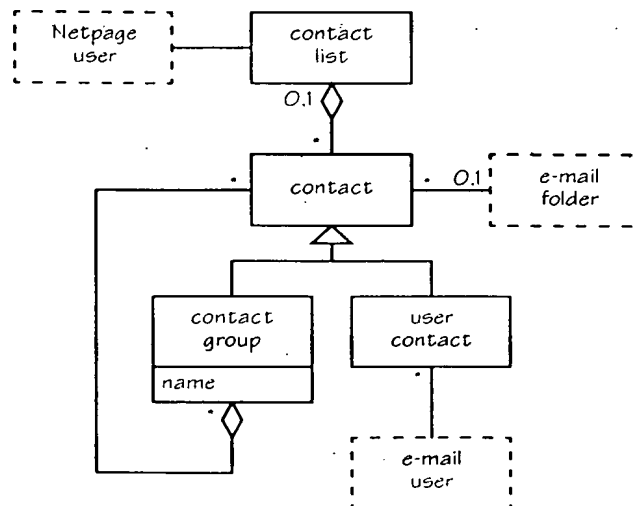 Netpage
user
contact
list
0,1
*
*
contact
*
0,1
e-mail
folder
contact
group
name
*
user
contact
*
e-mail
user